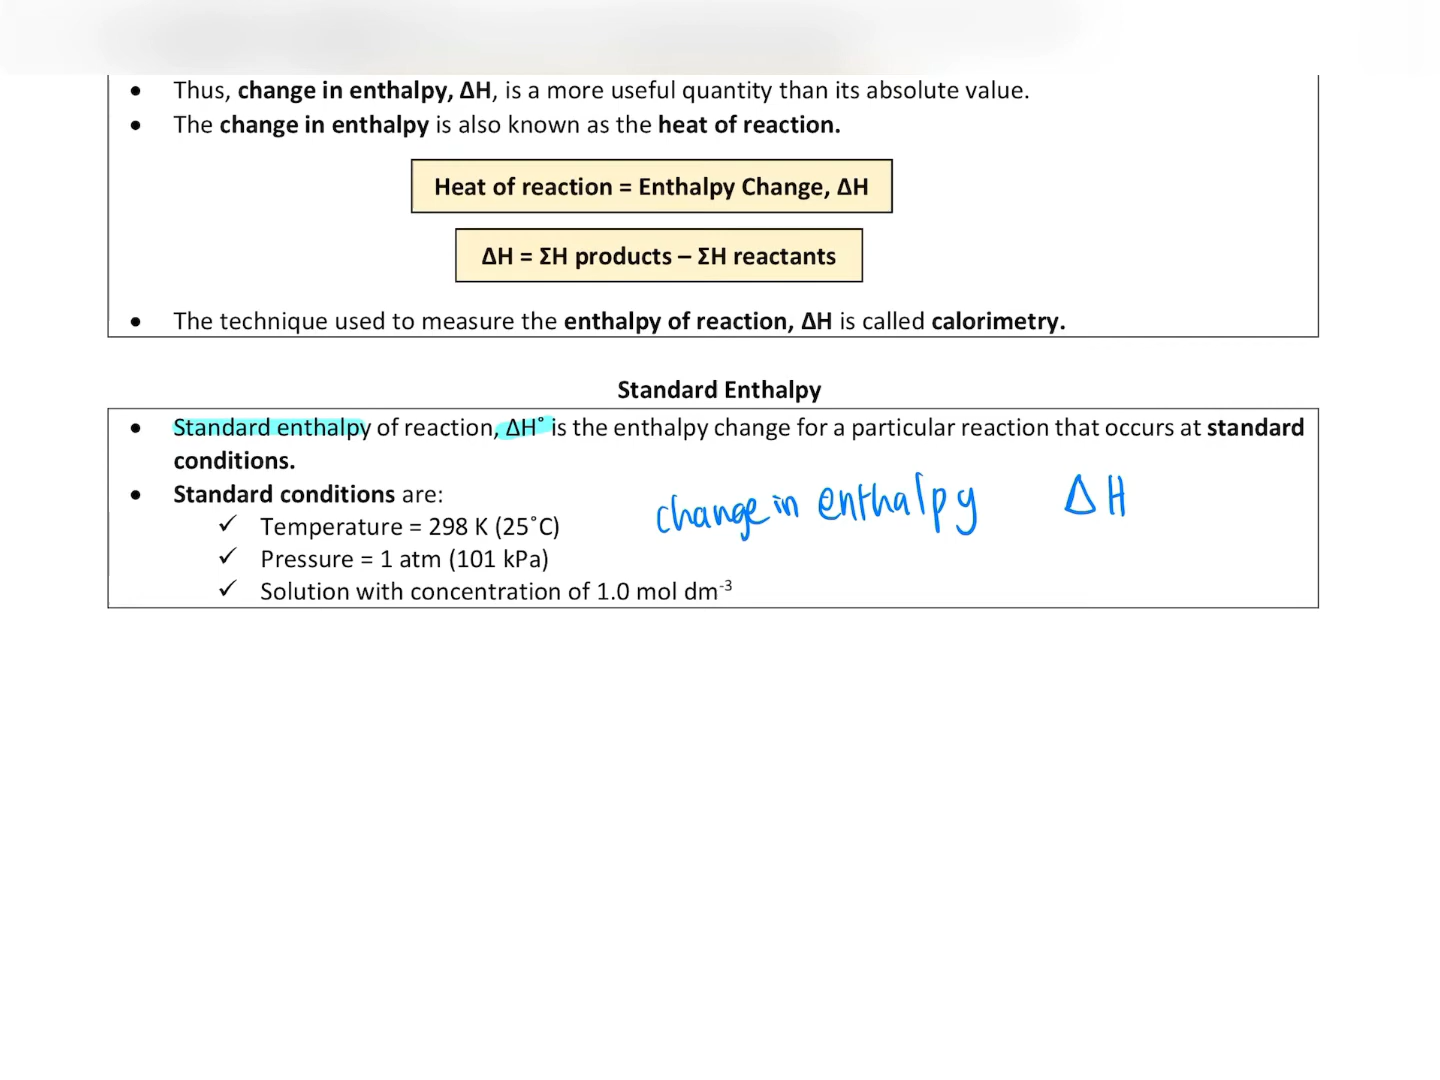 • Thus, change in enthalpy, ΔH, is a more useful quantity than its absolute value.
• The change in enthalpy is also known as the heat of reaction.
Heat of reaction = Enthalpy Change, ΔH
ΔH = ΣH products – ΣH reactants
• The technique used to measure the enthalpy of reaction, ΔH is called calorimetry.
Standard Enthalpy
• Standard enthalpy of reaction, ΔH° is the enthalpy change for a particular reaction that occurs at standard
conditions.
• Standard conditions are:
change in enthalpy ΔH
✓ Temperature = 298 K (25˚C)
✓ Pressure = 1 atm (101 kPa)
✓ Solution with concentration of 1.0 mol dm⁻³